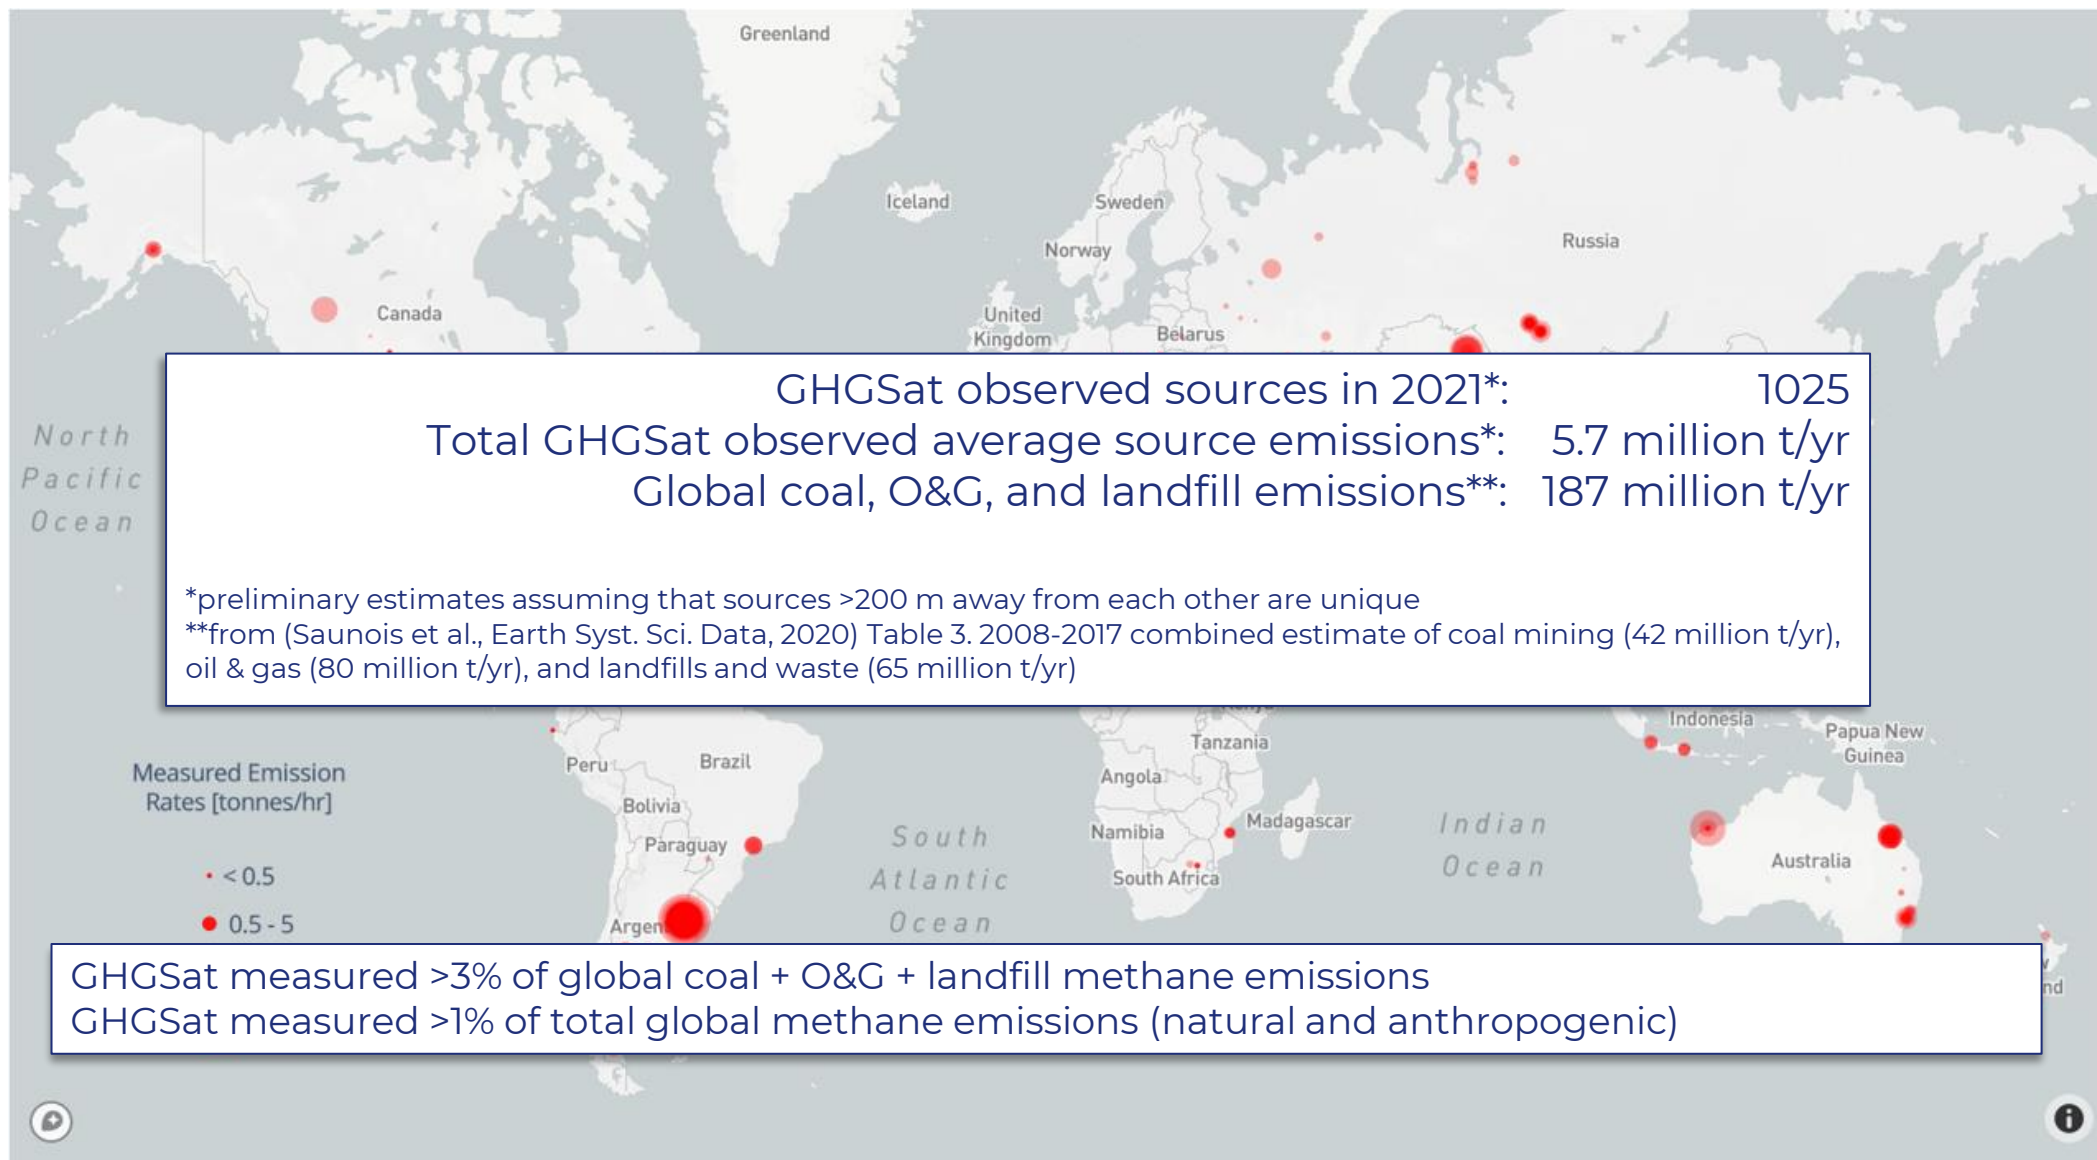 Greenland
Iceland
Sweden
Norway
Russia
Canada
United
Kingdom
Belarus
GHGSat observed sources in 2021*: 1025
Total GHGSat observed average source emissions*: 5.7 million t/yr
Global coal, O&G, and landfill emissions**: 187 million t/yr
*preliminary estimates assuming that sources >200 m away from each other are unique
**from (Saunois et al., Earth Syst. Sci. Data, 2020) Table 3. 2008-2017 combined estimate of coal mining (42 million t/yr),
oil & gas (80 million t/yr), and landfills and waste (65 million t/yr)
North
Pacific
Ocean
Indonesia
Papua New
Guinea
Tanzania
Peru
Brazil
Angola
Bolivia
Measured Emission
Rates [tonnes/hr]
Paraguay
South
Atlantic
Ocean
Namibia
Madagascar
Indian
Ocean
South Africa
Australia
< 0.5
0.5 - 5
Argen
GHGSat measured >3% of global coal + O&G + landfill methane emissions
GHGSat measured >1% of total global methane emissions (natural and anthropogenic)
nd